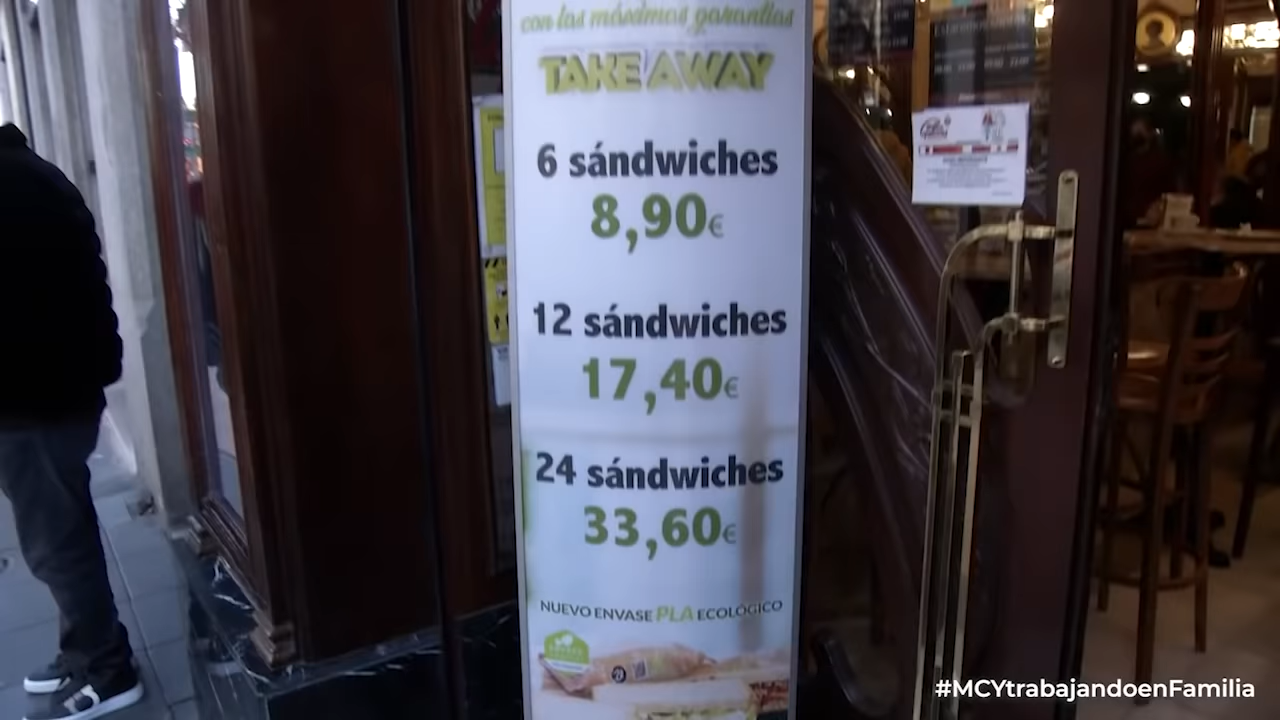 con las máximas garantías
TAKE AWAY
6 sándwiches
8,90€
12 sándwiches
17,40€
24 sándwiches
33,60€
NUEVO ENVASE PLA ECOLÓGICO
#MCYtrabajandoenFamilia